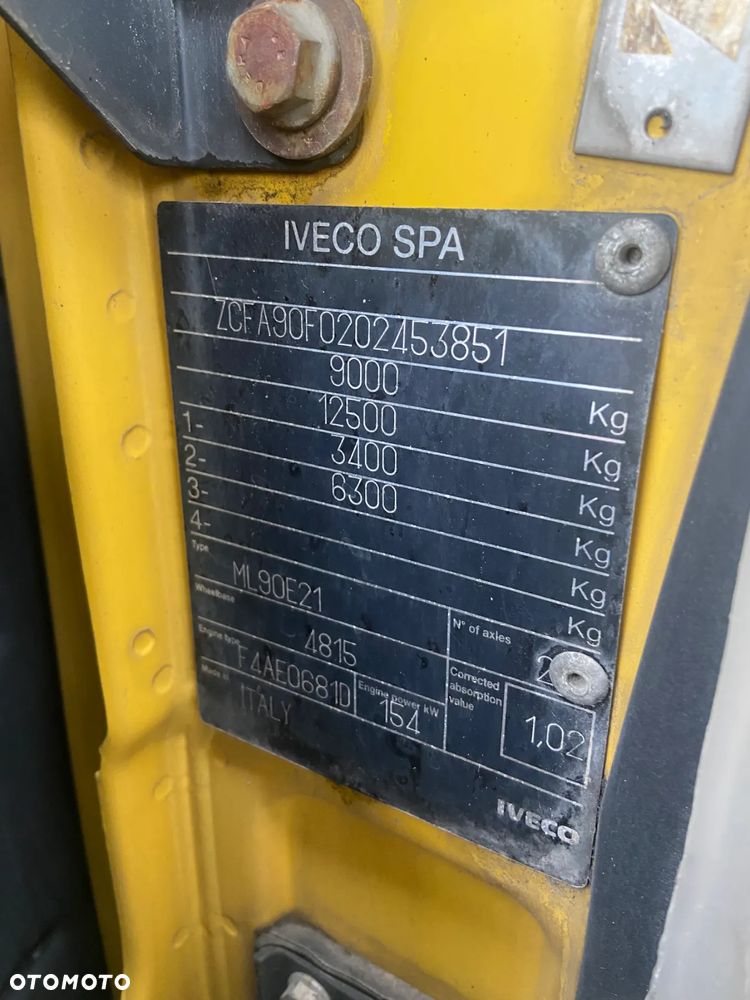 IVECO SPA
ZCFA90F0202453851
9000 Kg
12500 Kg
1- 3400 Kg
2- 6300 Kg
3- Kg
4- Kg
Type ML90E21
Wheelbase 4815
N° of axles 2
Engine type F4AE0681D
Engine power kW 154
Corrected absorption value 1,02
Made in ITALY
IVECO
OTOMOTO